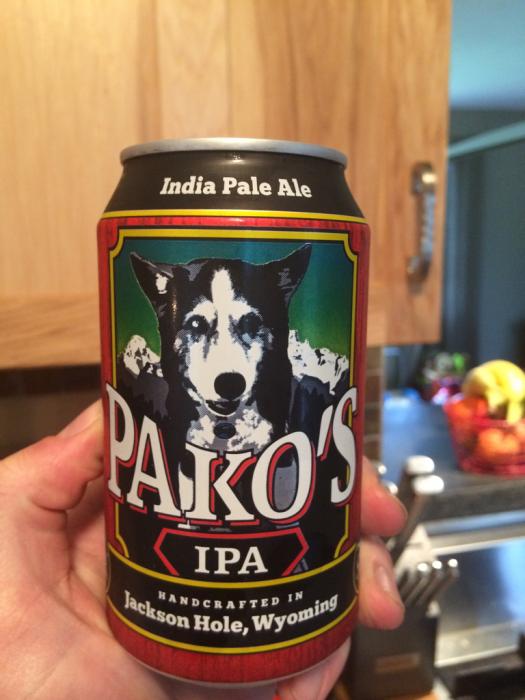 India Pale Ale
PAKO'S
IPA
HANDCRAFTED IN
Jackson Hole, Wyoming